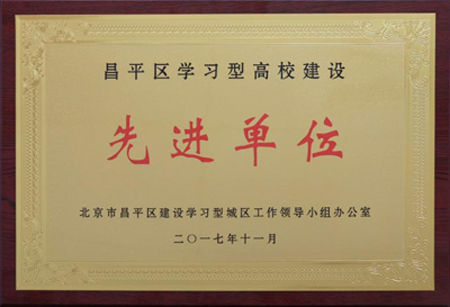 昌平区学习型高校建设
先进单位
北京市昌平区建设学习型城区工作领导小组办公室
二〇一七年十一月